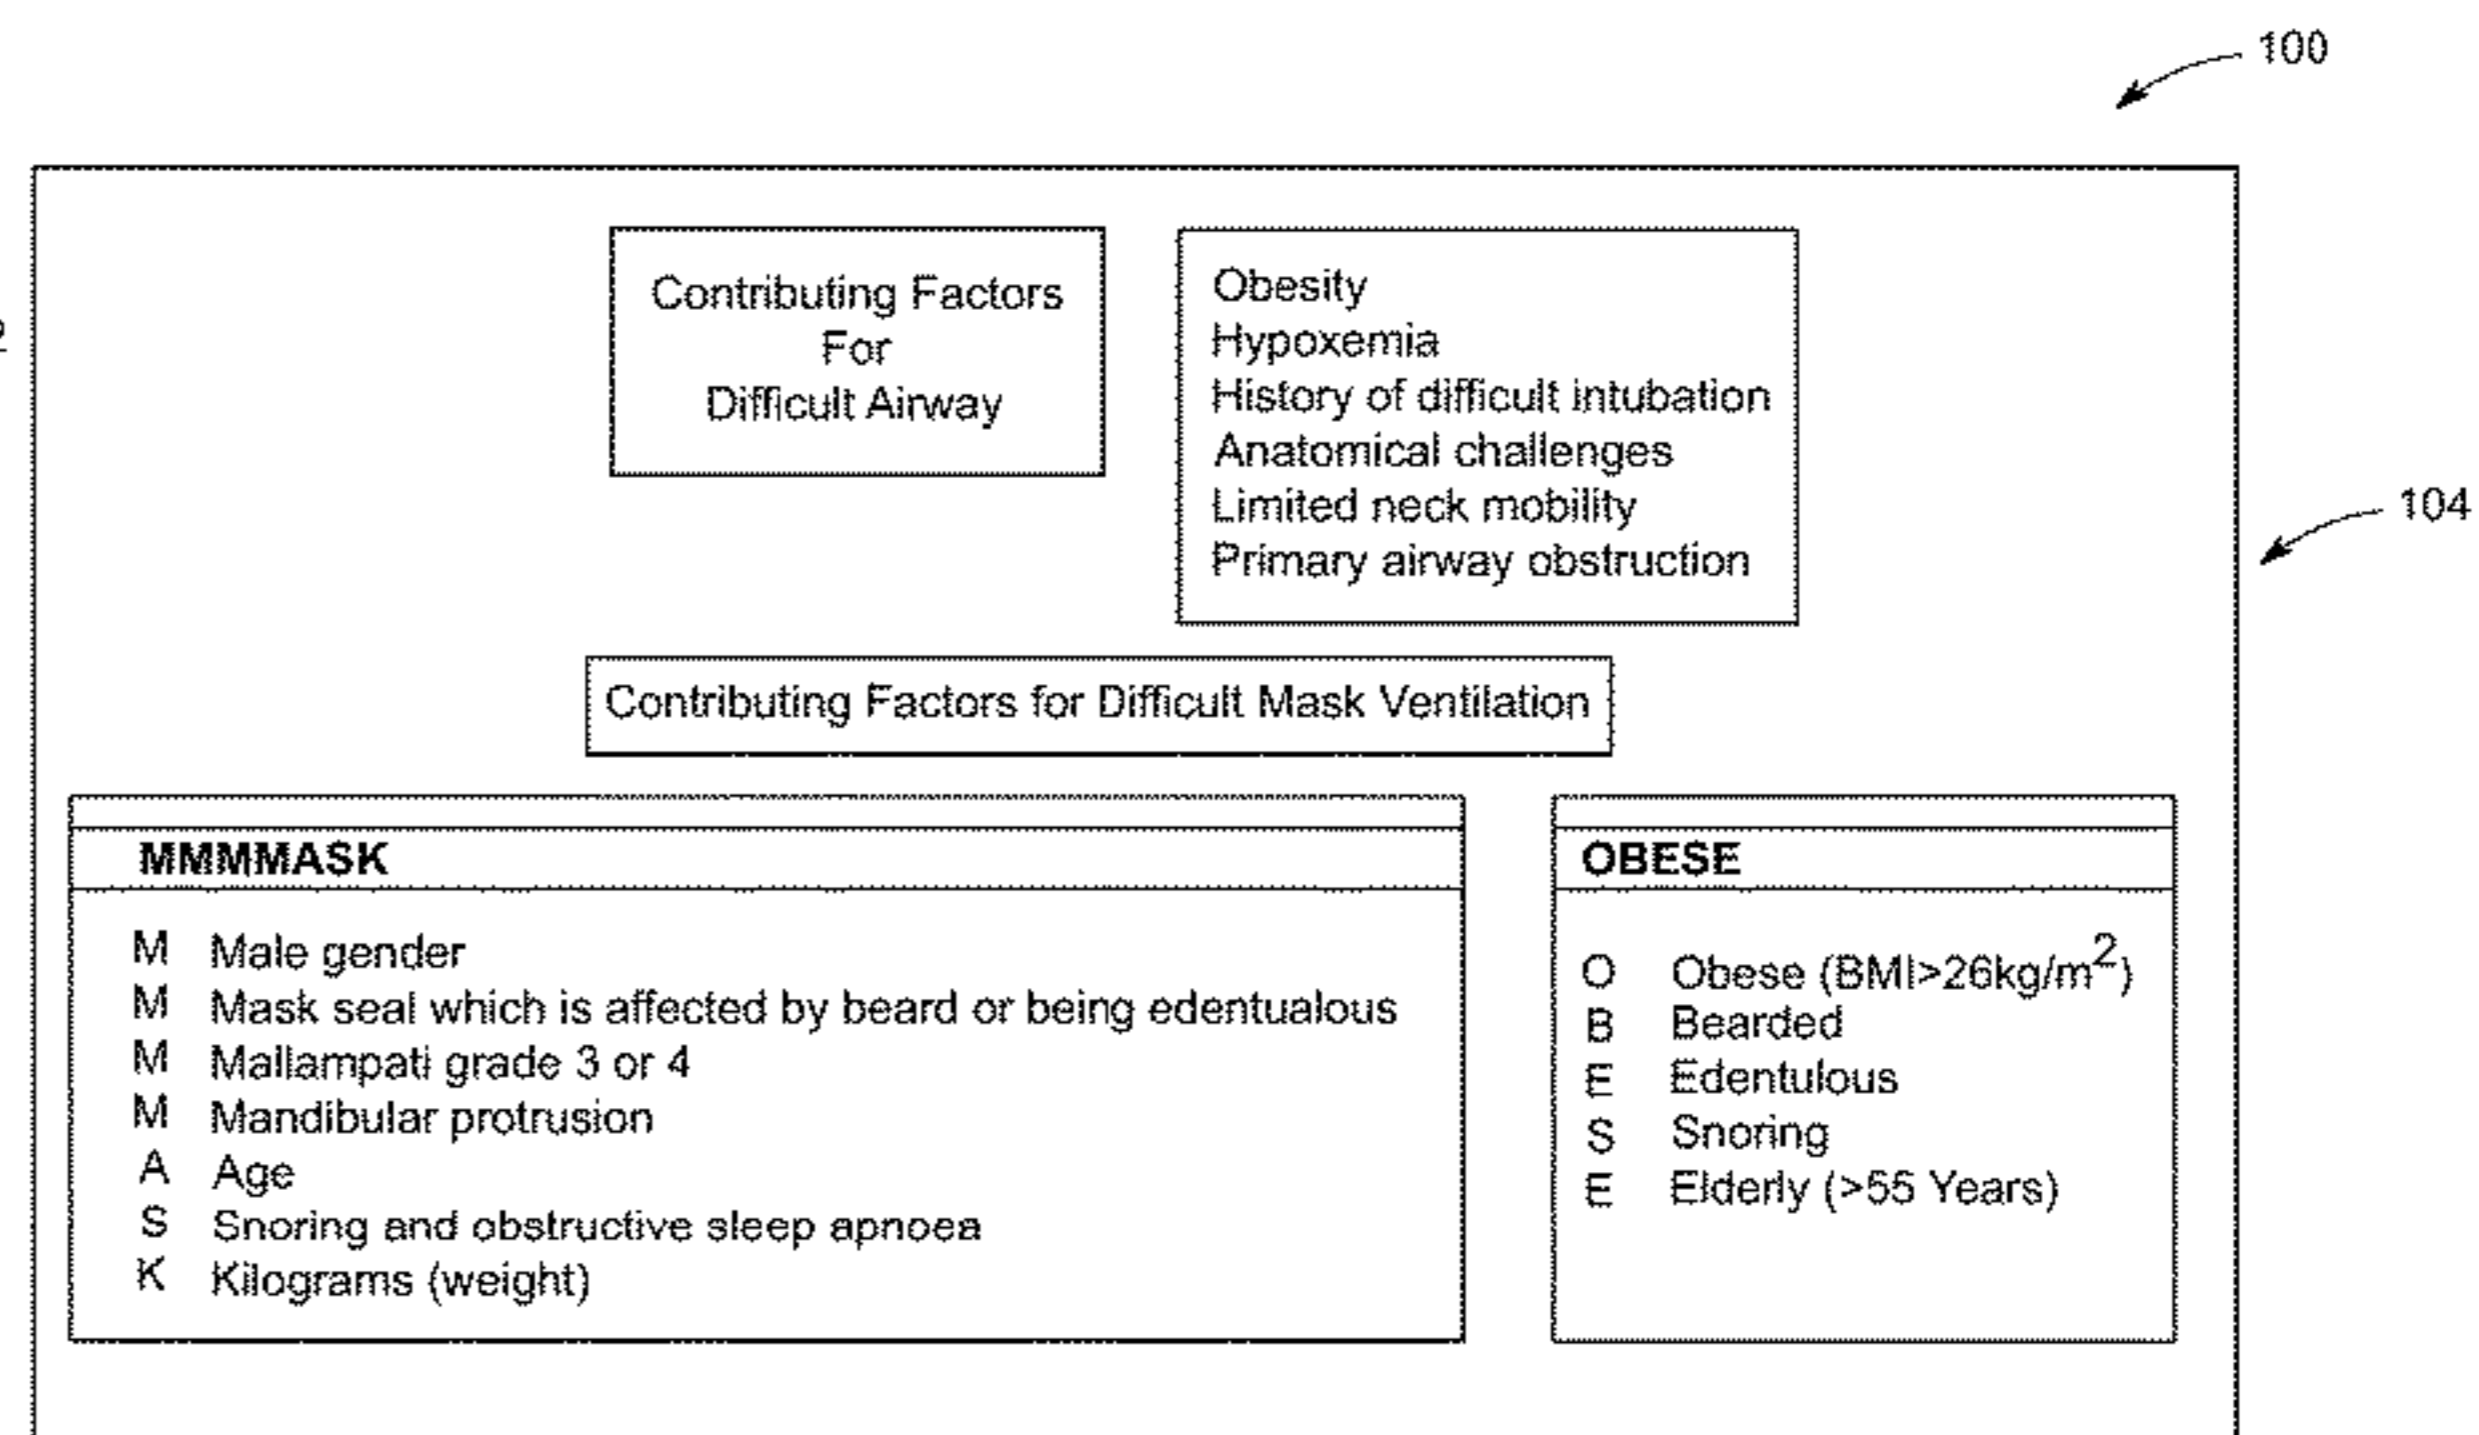 100
Contributing Factors
For
Difficult Airway
Obesity
Hypoxemia
History of difficult intubation
Anatomical challenges
Limited neck mobility
Primary airway obstruction
104
Contributing Factors for Difficult Mask Ventilation
MMMMASK
M Male gender
M Mask seal which is affected by beard or being edentualous
M Mallampati grade 3 or 4
M Mandibular protrusion
A Age
S Snoring and obstructive sleep apnoea
K Kilograms (weight)
OBESE
O Obese (BMI>26kg/m²)
B Bearded
E Edentulous
S Snoring
E Elderly (>55 Years)